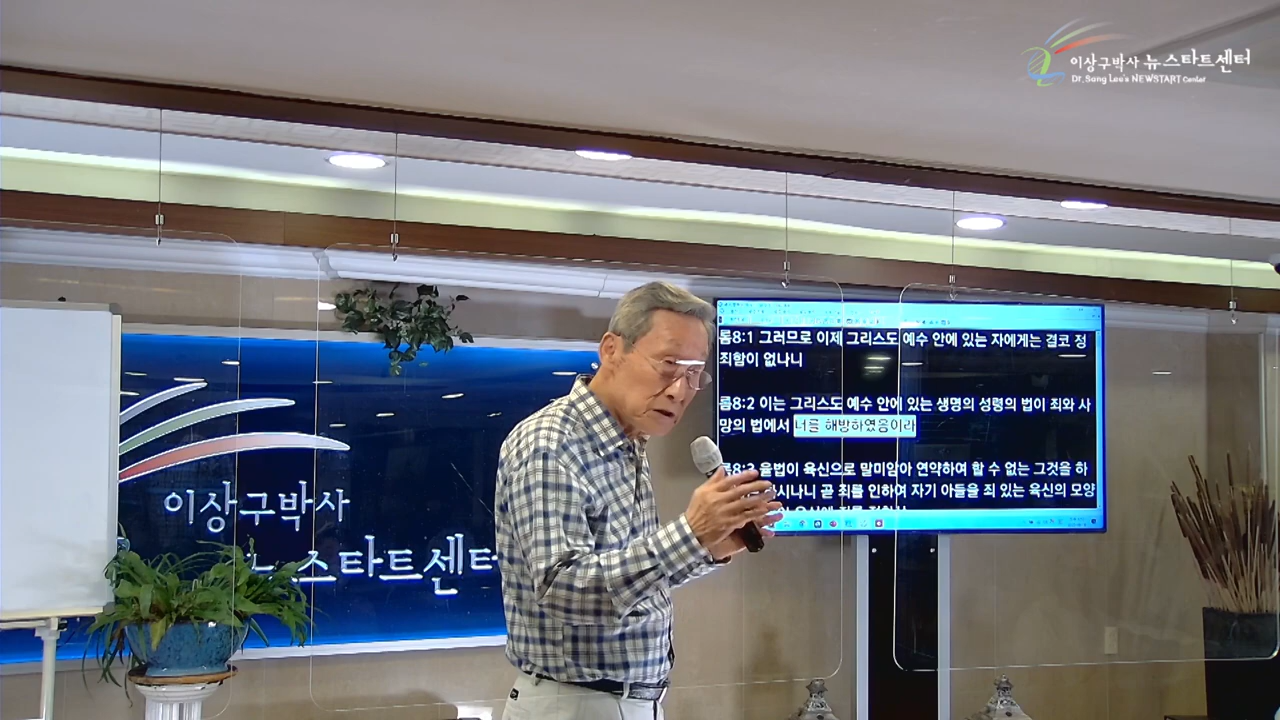 이상구박사 뉴스타트센터
Dr. Sang Lee's NEWSTART Center
롬8:1 그러므로 이제 그리스도 예수 안에 있는 자에게는 결코 정
죄함이 없나니
롬8:2 이는 그리스도 예수 안에 있는 생명의 성령의 법이 죄와 사
망의 법에서 너를 해방하였음이라
롬8:3 율법이 육신으로 말미암아 연약하여 할 수 없는 그것을 하
시나니 곧 죄를 인하여 자기 아들을 죄 있는 육신의 모양
이상구박사
뉴스타트센터